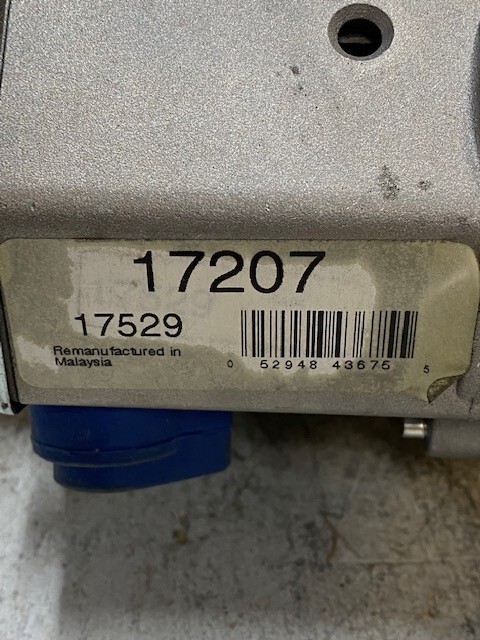 17207
17529
Remanufactured in
Malaysia
0 52948 43675 5